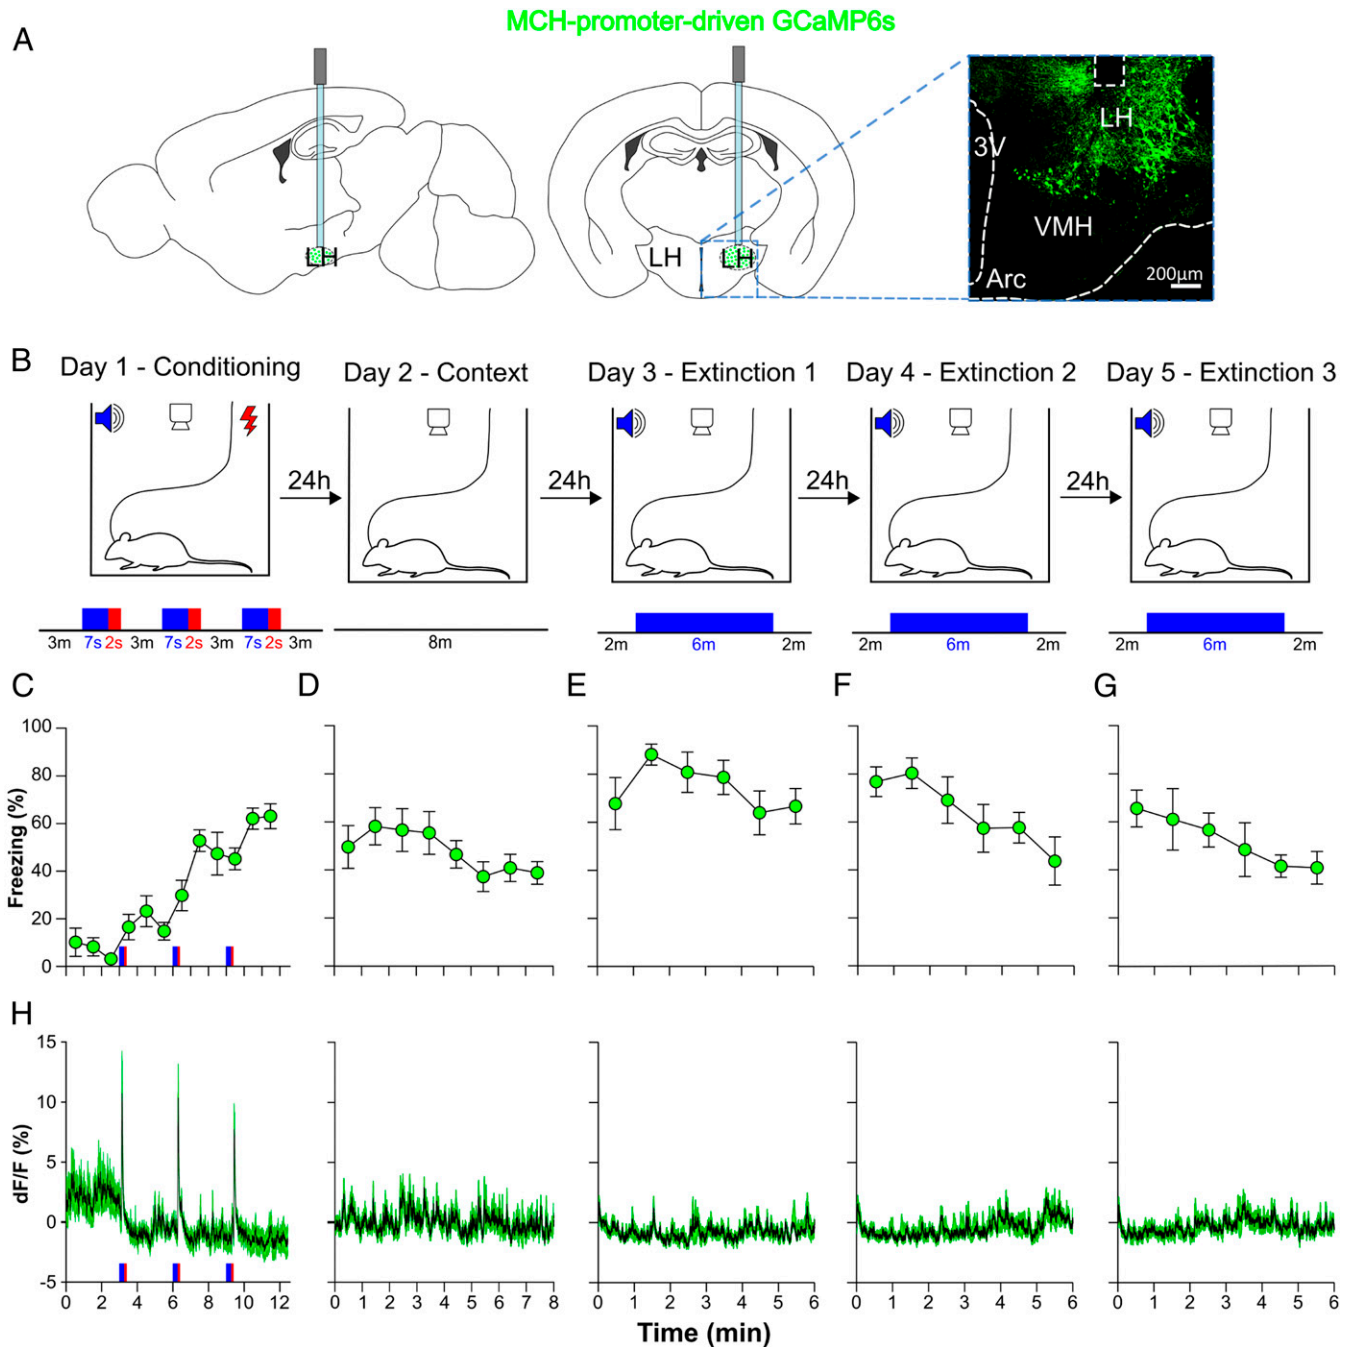 MCH-promoter-driven GCaMP6s
A
LH
LH
LH
3V
LH
VMH
Arc
200µm
B
Day 1 - Conditioning
Day 2 - Context
Day 3 - Extinction 1
Day 4 - Extinction 2
Day 5 - Extinction 3
24h
24h
24h
24h
3m 7s 2s 3m 7s 2s 3m 7s 2s 3m
8m
2m 6m 2m
2m 6m 2m
2m 6m 2m
C
D
E
F
G
100
80
60
40
20
0
Freezing (%)
H
15
10
5
0
-5
dF/F (%)
0 2 4 6 8 10 12
0 1 2 3 4 5 6 7 8
0 1 2 3 4 5 6
0 1 2 3 4 5 6
0 1 2 3 4 5 6
Time (min)